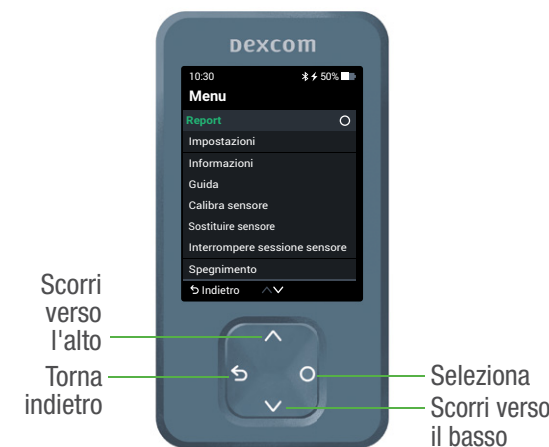 Dexcom
10:30 50%
Menu
Report
Impostazioni
Informazioni
Guida
Calibra sensore
Sostituire sensore
Interrompere sessione sensore
Spegnimento
Indietro
Scorri
verso
l'alto
Torna
indietro
Seleziona
Scorri verso
il basso